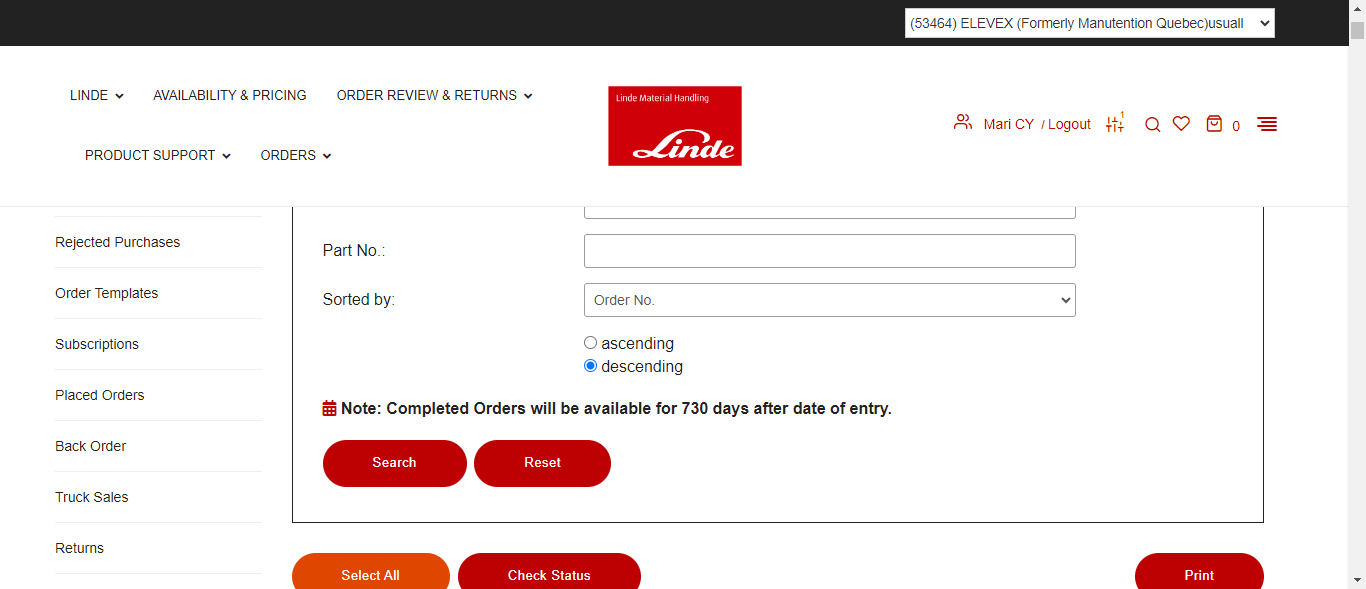 (53464) ELEVEX (Formerly Manutention Quebec)usuall
LINDE
AVAILABILITY & PRICING
ORDER REVIEW & RETURNS
PRODUCT SUPPORT
ORDERS
Linde Material Handling
Linde
Mari CY / Logout
1
0
Rejected Purchases
Order Templates
Subscriptions
Placed Orders
Back Order
Truck Sales
Returns
Part No.:
Sorted by:
Order No.
ascending
descending
Note: Completed Orders will be available for 730 days after date of entry.
Search
Reset
Select All
Check Status
Print